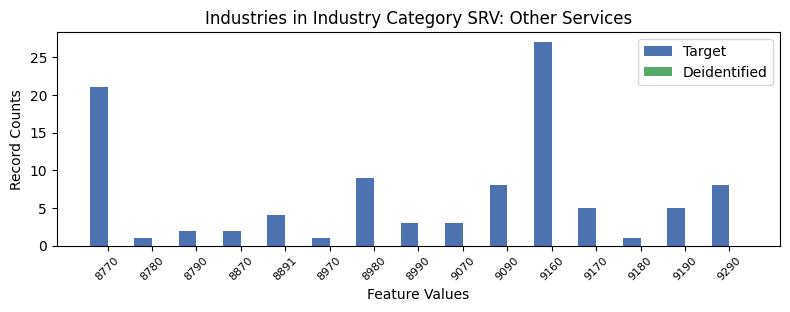 Industries in Industry Category SRV: Other Services
Target
Deidentified
Record Counts
25
20
15
10
5
0
8770 8780 8790 8870 8891 8970 8980 8990 9070 9090 9160 9170 9180 9190 9290
Feature Values